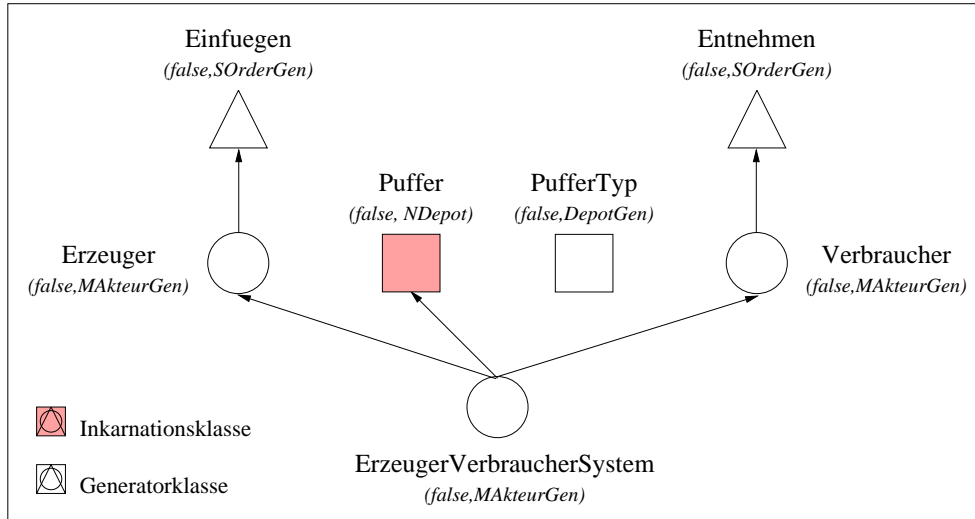 Einfuegen
(false,SOrderGen)
Entnehmen
(false,SOrderGen)
Puffer
(false, NDepot)
PufferTyp
(false,DepotGen)
Erzeuger
(false,MAkteurGen)
Verbraucher
(false,MAkteurGen)
Inkarnationsklasse
Generatorklasse
ErzeugerVerbraucherSystem
(false,MAkteurGen)